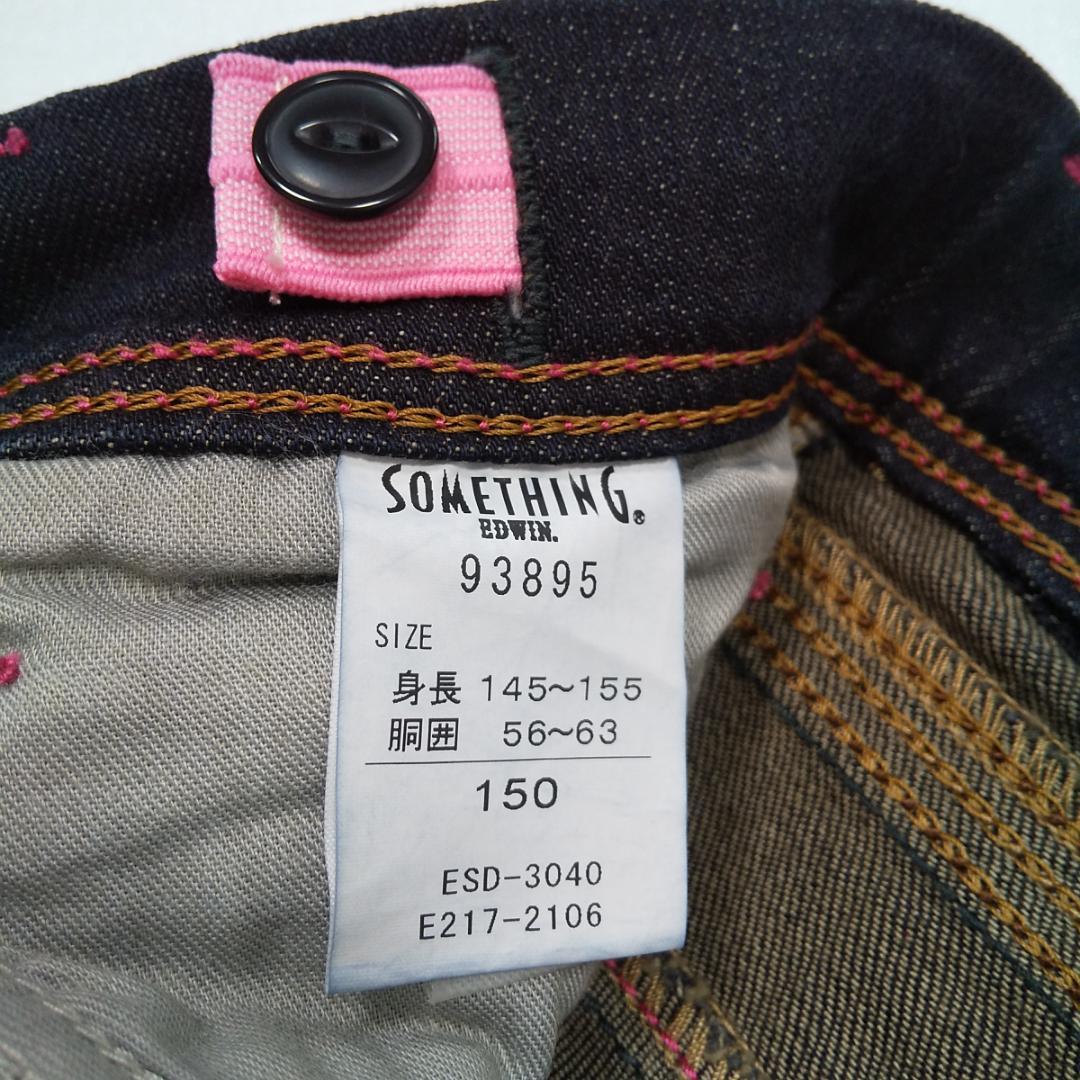 SOMETHING®
EDWIN.
93895
SIZE
身長 145〜155
胴囲 56〜63
150
ESD-3040
E217-2106